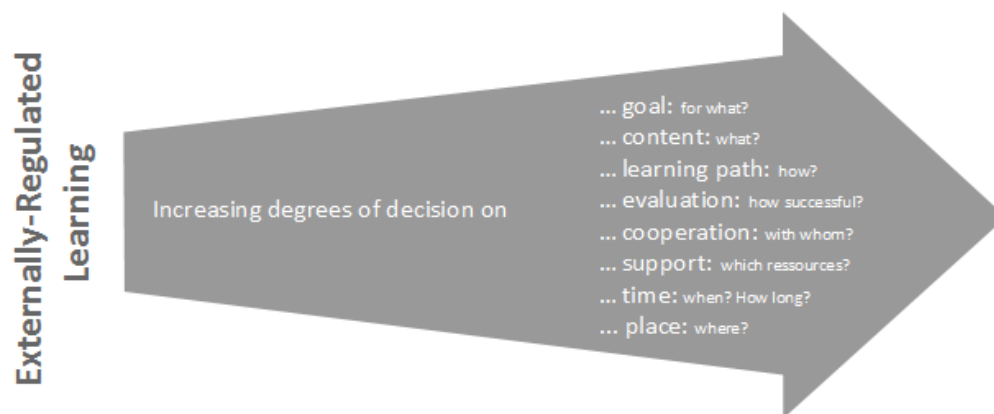 Externally-Regulated
Learning
Increasing degrees of decision on
... goal: for what?
... content: what?
... learning path: how?
... evaluation: how successful?
... cooperation: with whom?
... support: which ressources?
... time: when? How long?
... place: where?